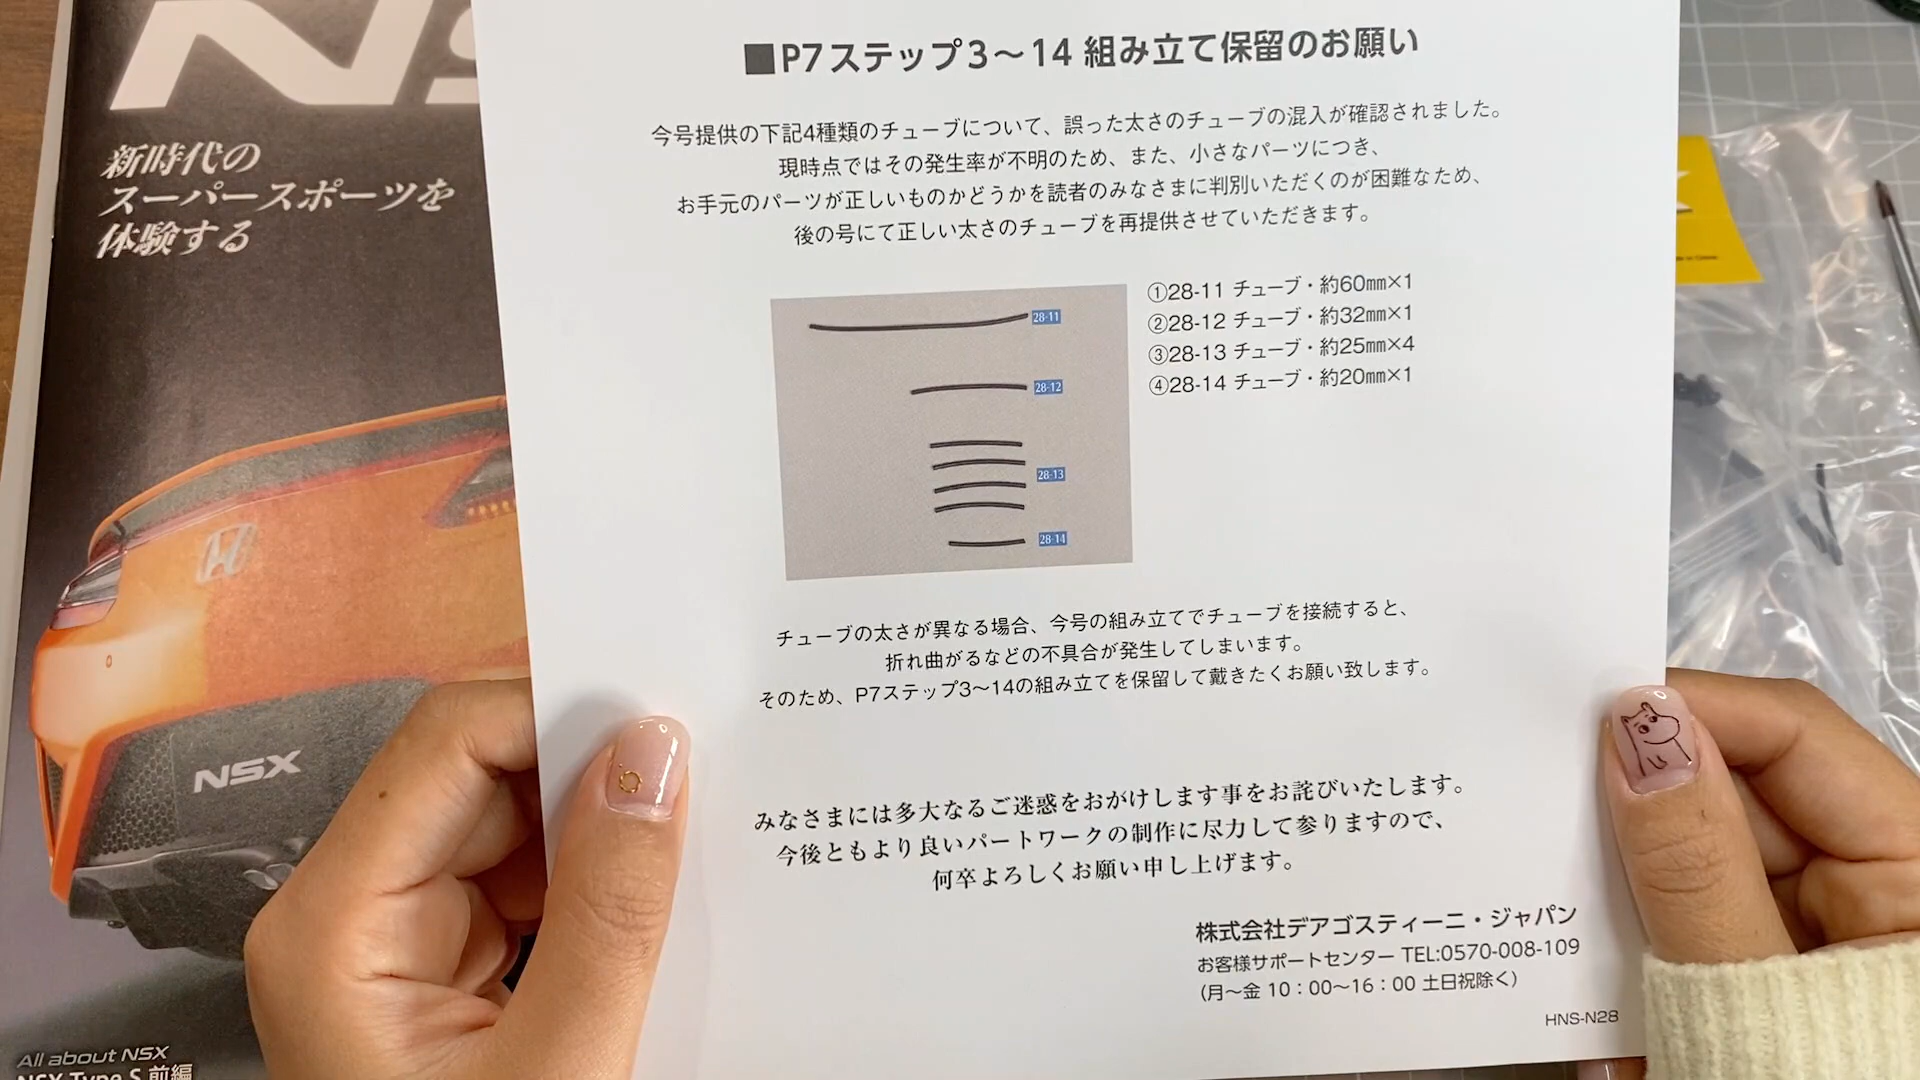 新時代の
スーパースポーツを
体験する
NSX
All about NSX
NSX Type S 前編
■P7ステップ3〜14 組み立て保留のお願い
今号提供の下記4種類のチューブについて、誤った太さのチューブの混入が確認されました。
現時点ではその発生率が不明のため、また、小さなパーツにつき、
お手元のパーツが正しいものかどうかを読者のみなさまに判別いただくのが困難なため、
後の号にて正しい太さのチューブを再提供させていただきます。
28-11
28-12
28-13
28-14
①28-11 チューブ・約60㎜×1
②28-12 チューブ・約32㎜×1
③28-13 チューブ・約25㎜×4
④28-14 チューブ・約20㎜×1
チューブの太さが異なる場合、今号の組み立てでチューブを接続すると、
折れ曲がるなどの不具合が発生してしまいます。
そのため、P7ステップ3〜14の組み立てを保留して戴きたくお願い致します。
みなさまには多大なるご迷惑をおがけします事をお詫びいたします。
今後ともより良いパートワークの制作に尽力して参りますので、
何卒よろしくお願い申し上げます。
株式会社デアゴスティーニ・ジャパン
お客様サポートセンター TEL:0570-008-109
（月〜金 10：00〜16：00 土日祝除く）
HNS-N28